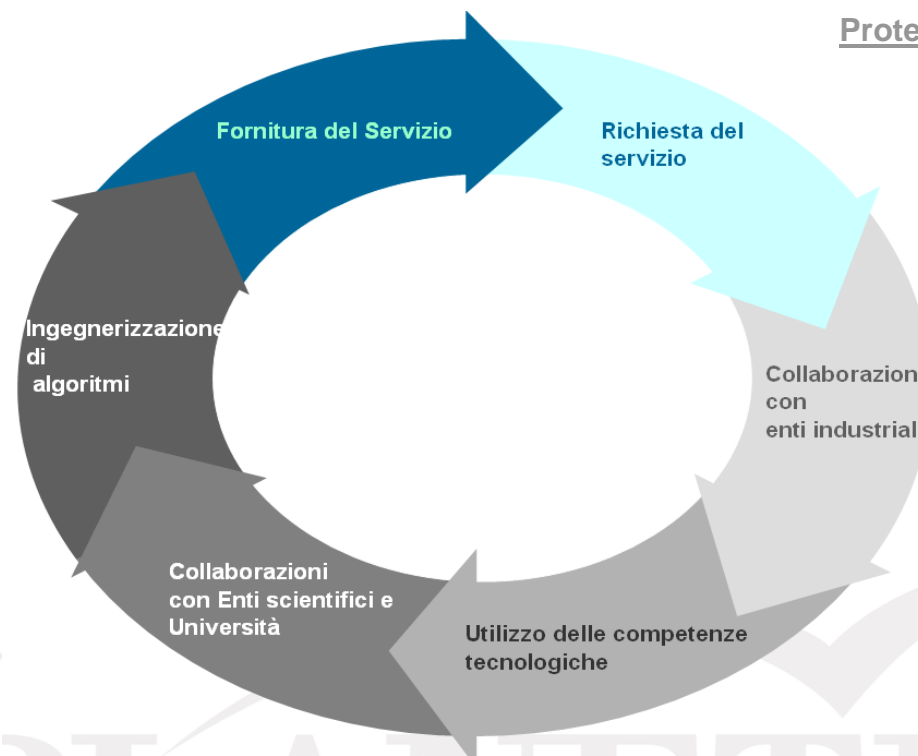 Prote
Fornitura del Servizio
Richiesta del
servizio
Collaborazion
con
enti industrial
Utilizzo delle competenze
tecnologiche
Collaborazioni
con Enti scientifici e
Università
Ingegnerizzazione
di
algoritmi